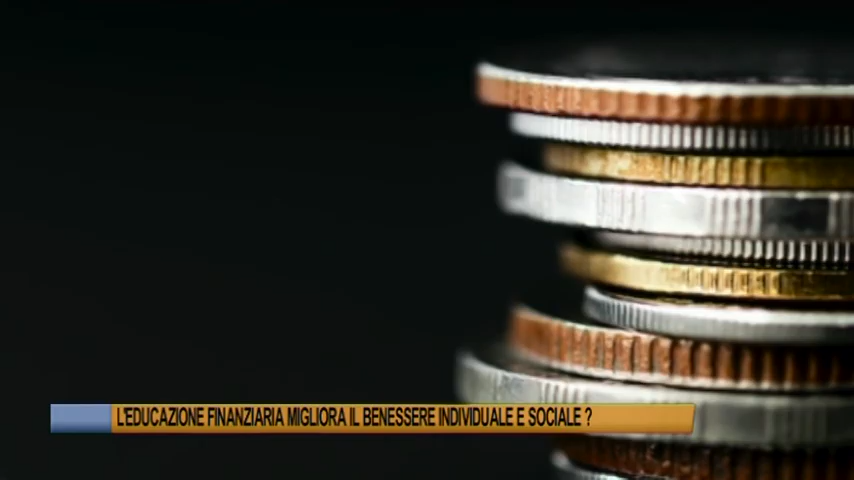 L'EDUCAZIONE FINANZIARIA MIGLIORA IL BENESSERE INDIVIDUALE E SOCIALE ?